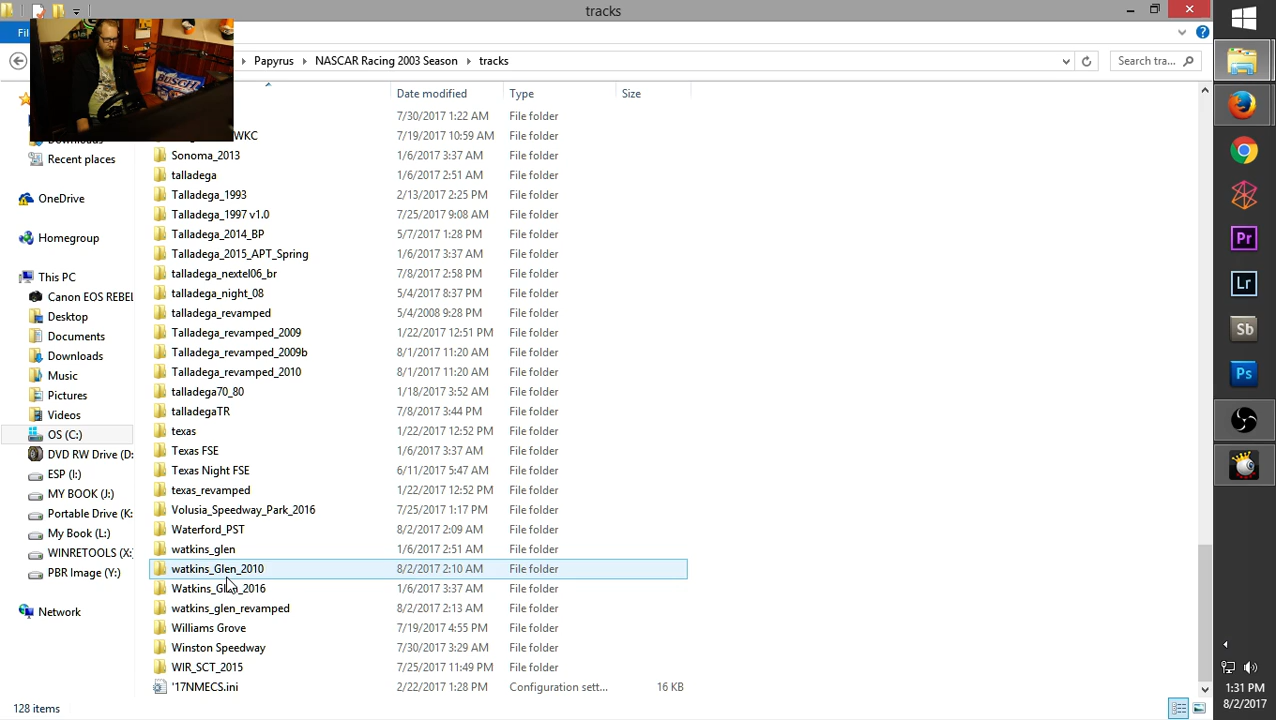 tracks
Fi
Papyrus NASCAR Racing 2003 Season tracks Search tra...
Date modified Type Size
7/30/2017 1:22 AM File folder
WKC 7/19/2017 10:59 AM File folder
Sonoma_2013 1/6/2017 3:37 AM File folder
talladega 1/6/2017 2:51 AM File folder
Talladega_1993 2/13/2017 2:25 PM File folder
Talladega_1997 v1.0 7/25/2017 9:08 AM File folder
Talladega_2014_BP 5/7/2017 1:28 PM File folder
Talladega_2015_APT_Spring 1/6/2017 3:37 AM File folder
talladega_nextel06_br 7/8/2017 2:58 PM File folder
talladega_night_08 5/4/2017 8:37 PM File folder
talladega_revamped 5/4/2008 9:28 PM File folder
Talladega_revamped_2009 1/22/2017 12:51 PM File folder
Talladega_revamped_2009b 8/1/2017 11:20 AM File folder
Talladega_revamped_2010 8/1/2017 11:20 AM File folder
talladega70_80 1/18/2017 3:52 AM File folder
talladegaTR 7/8/2017 3:44 PM File folder
texas 1/22/2017 12:52 PM File folder
Texas FSE 1/6/2017 3:37 AM File folder
Texas Night FSE 6/11/2017 5:47 AM File folder
texas_revamped 1/22/2017 12:52 PM File folder
Volusia_Speedway_Park_2016 7/25/2017 1:17 PM File folder
Waterford_PST 8/2/2017 2:09 AM File folder
watkins_glen 1/6/2017 2:51 AM File folder
watkins_Glen_2010 8/2/2017 2:10 AM File folder
Watkins_Glen_2016 1/6/2017 3:37 AM File folder
watkins_glen_revamped 8/2/2017 2:13 AM File folder
Williams Grove 7/19/2017 4:55 PM File folder
Winston Speedway 7/30/2017 3:29 AM File folder
WIR_SCT_2015 7/25/2017 11:49 PM File folder
'17NMECS.ini 2/22/2017 1:28 PM Configuration sett... 16 KB
Downloads
Recent places
OneDrive
Homegroup
This PC
Canon EOS REBEL
Desktop
Documents
Downloads
Music
Pictures
Videos
OS (C:)
DVD RW Drive (D:
ESP (I:)
MY BOOK (J:)
Portable Drive (K:
My Book (L:)
WINRETOOLS (X:
PBR Image (Y:)
Network
128 items
BUSCH
Pr
Lr
Sb
Ps
1:31 PM
8/2/2017